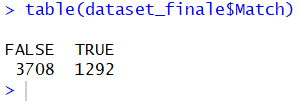 > table(dataset_finale$Match)
FALSE TRUE
3708 1292
>